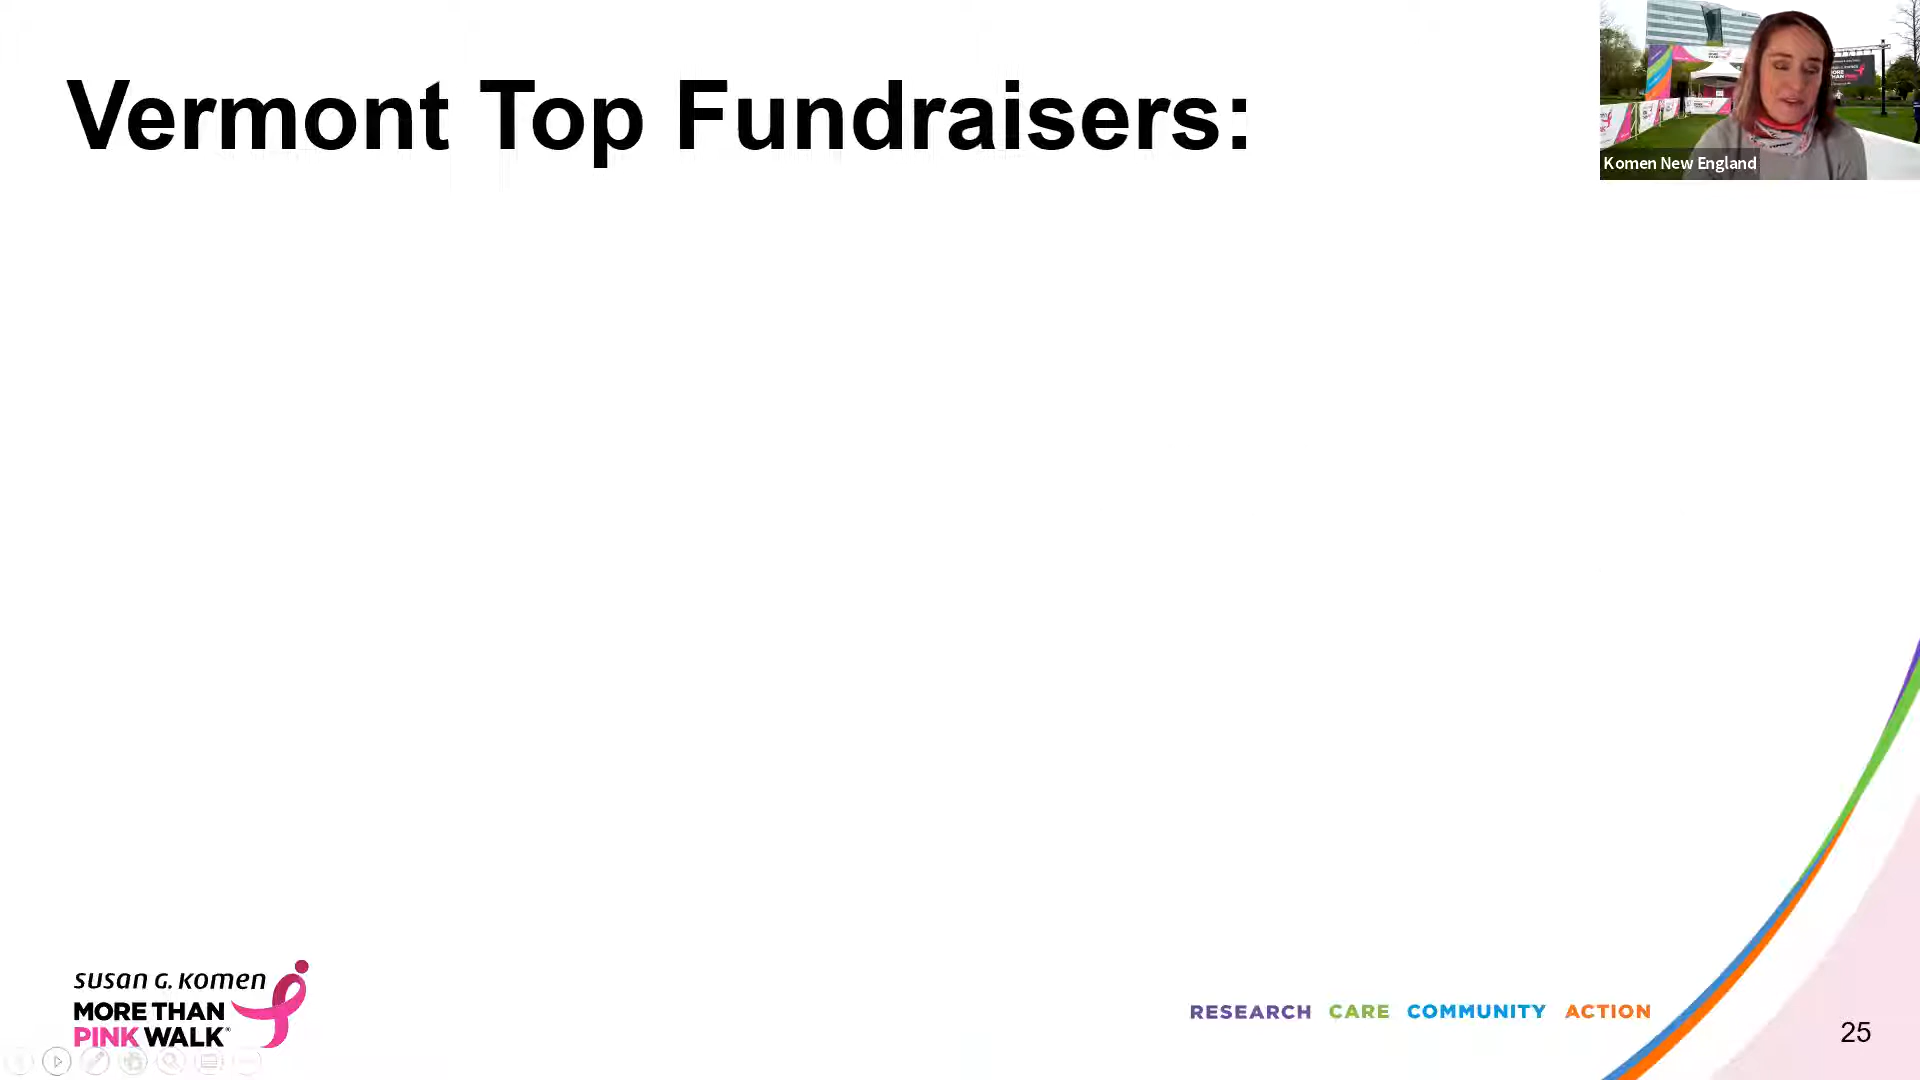 Vermont Top Fundraisers:
Komen New England
SUSAN G. KOMEN
MORE THAN
PINK WALK®
RESEARCH CARE COMMUNITY ACTION
25